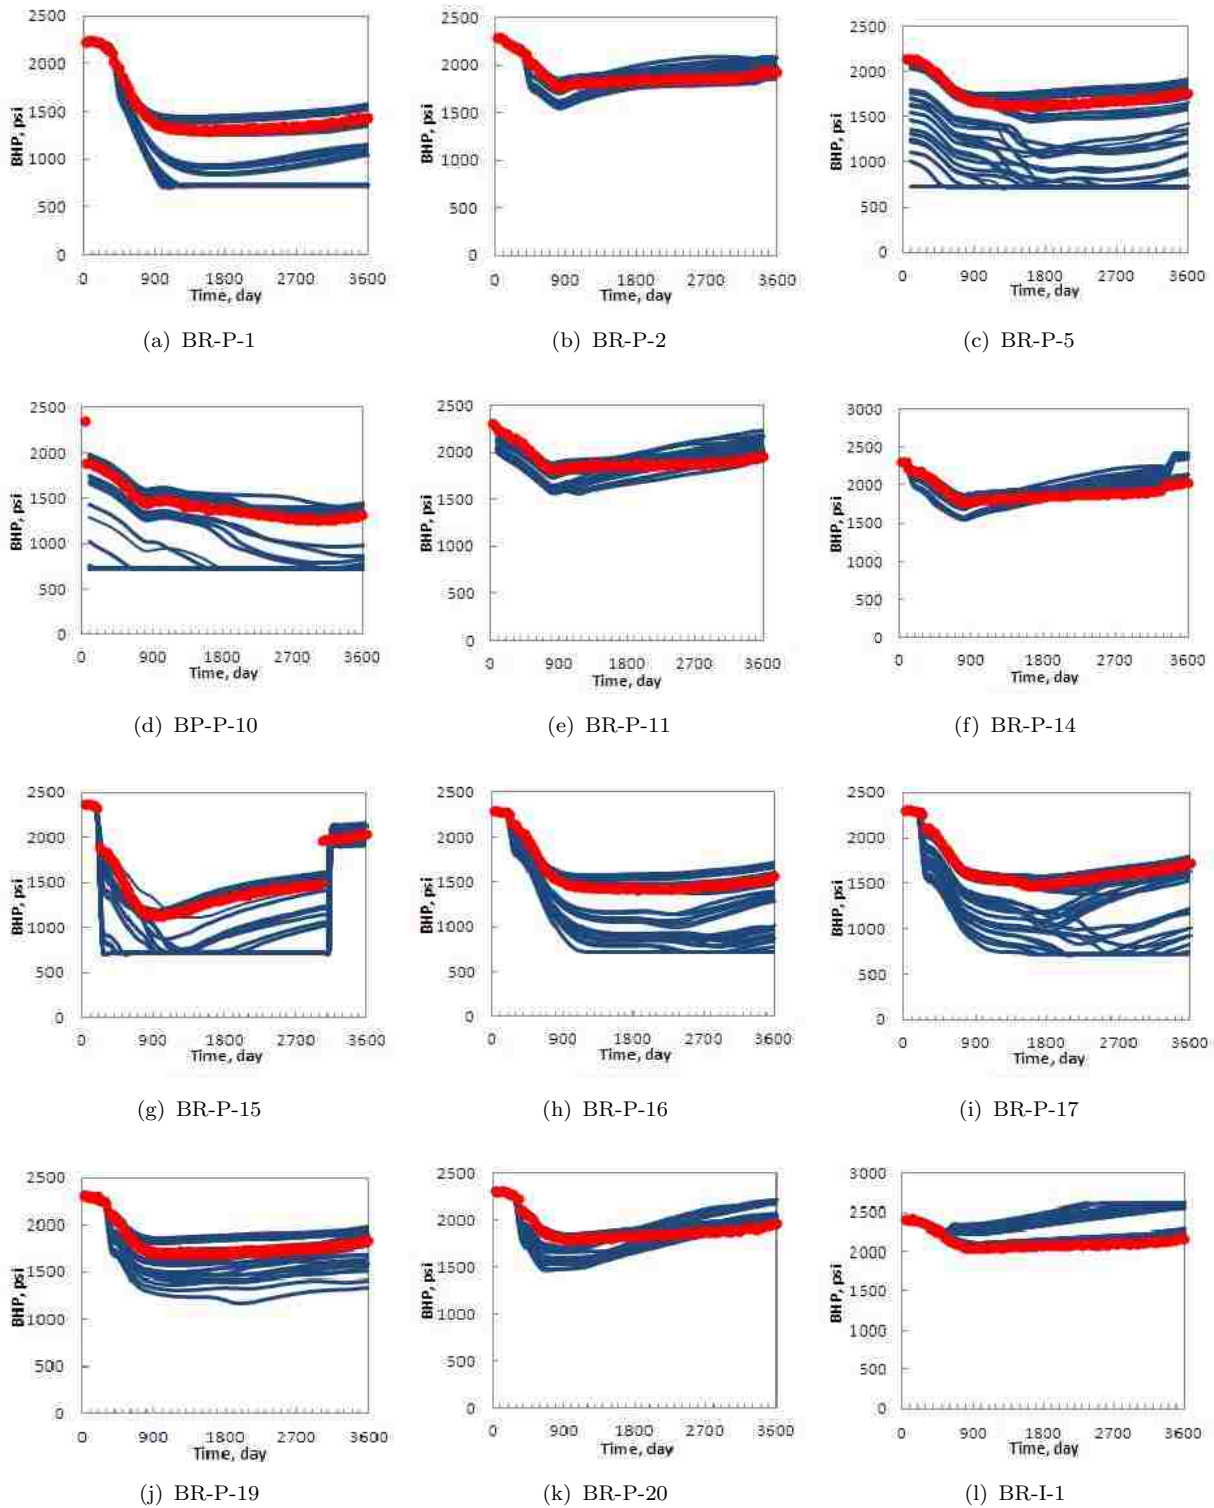 2500
2000
1500
1000
500
0
BHP, psi
0 900 1800 2700 3600
Time, day
(a) BR-P-1
2500
2000
1500
1000
500
0
BHP, psi
0 900 1800 2700 3600
Time, day
(b) BR-P-2
2500
2000
1500
1000
500
0
BHP, psi
0 900 1800 2700 3600
Time, day
(c) BR-P-5
2500
2000
1500
1000
500
0
BHP, psi
0 900 1800 2700 3600
Time, day
(d) BP-P-10
2500
2000
1500
1000
500
0
BHP, psi
0 900 1800 2700 3600
Time, day
(e) BR-P-11
3000
2500
2000
1500
1000
500
0
BHP, psi
0 900 1800 2700 3600
Time, day
(f) BR-P-14
2500
2000
1500
1000
500
0
BHP, psi
0 900 1800 2700 3600
Time, day
(g) BR-P-15
2500
2000
1500
1000
500
0
BHP, psi
0 900 1800 2700 3600
Time, day
(h) BR-P-16
2500
2000
1500
1000
500
0
BHP, psi
0 900 1800 2700 3600
Time, day
(i) BR-P-17
2500
2000
1500
1000
500
0
BHP, psi
0 900 1800 2700 3600
Time, day
(j) BR-P-19
2500
2000
1500
1000
500
0
BHP, psi
0 900 1800 2700 3600
Time, day
(k) BR-P-20
3000
2500
2000
1500
1000
500
0
BHP, psi
0 900 1800 2700 3600
Time, day
(l) BR-I-1